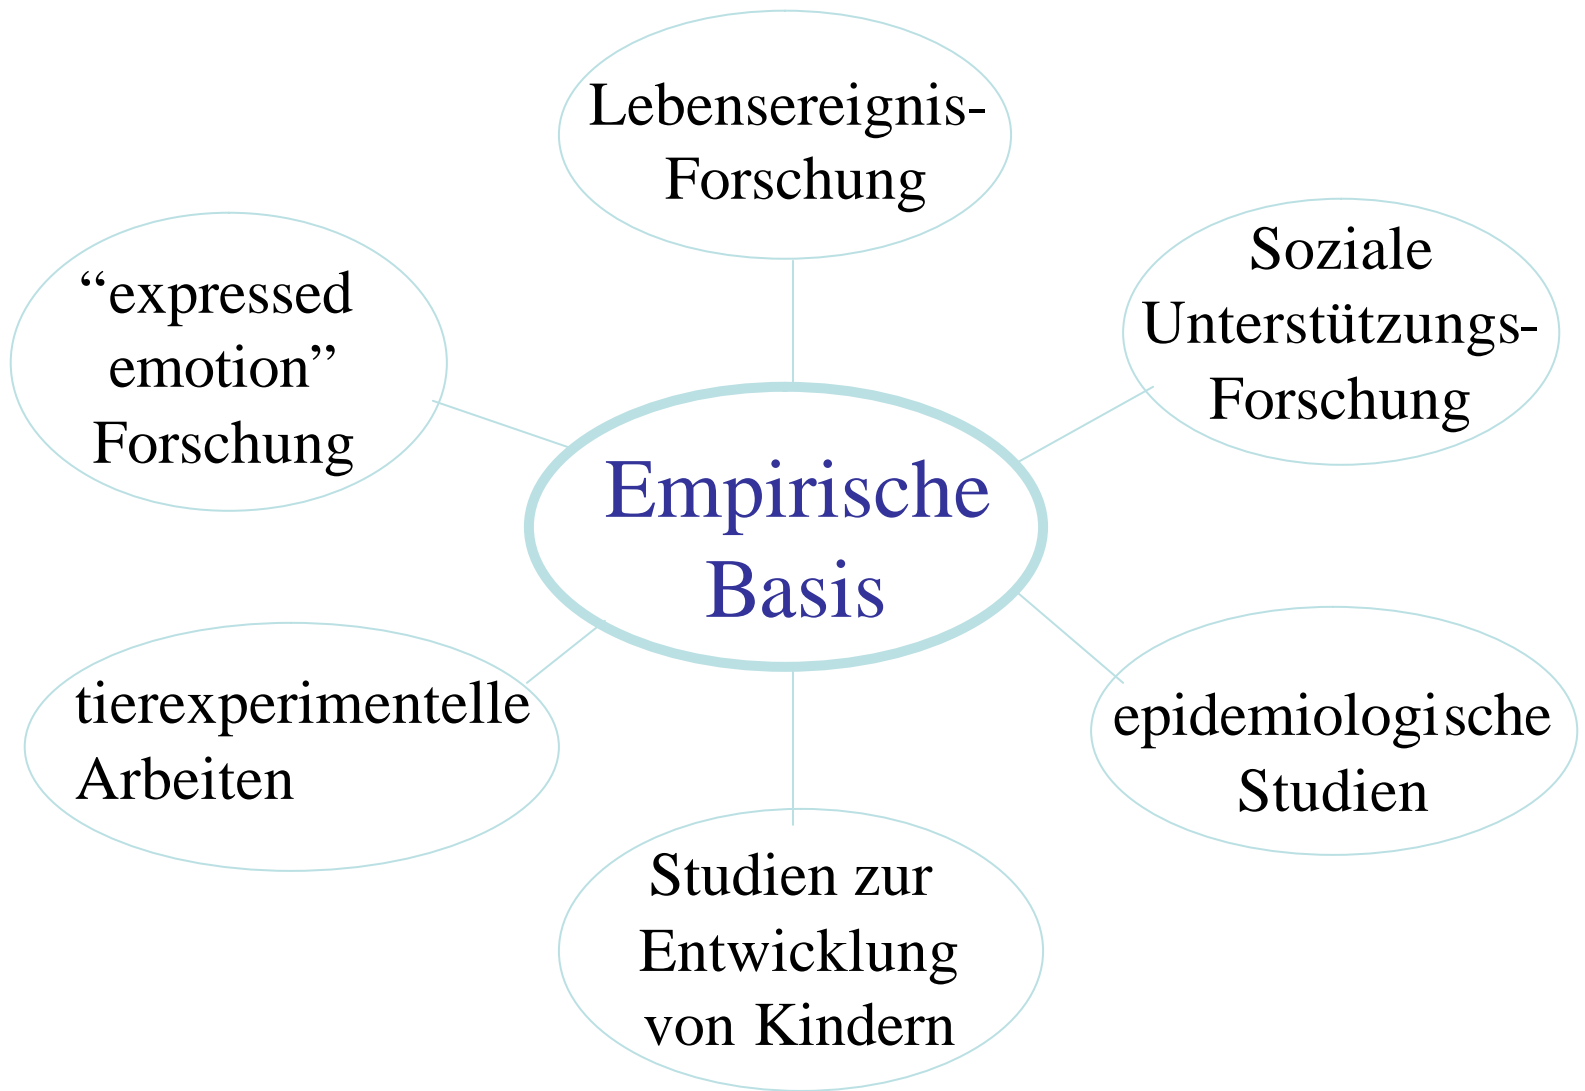 Lebensereignis-
Forschung
Soziale
Unterstützungs-
Forschung
“expressed
emotion”
Forschung
Empirische
Basis
tierexperimentelle
Arbeiten
epidemiologische
Studien
Studien zur
Entwicklung
von Kindern